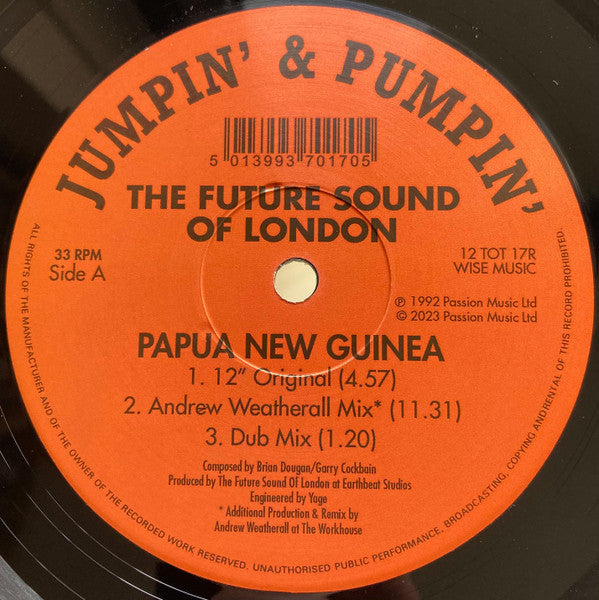 JUMPIN' & PUMPIN'
5 013993 701705
THE FUTURE SOUND
OF LONDON
33 RPM
Side A
12 TOT 17R
WISE MUSIC
℗ 1992 Passion Music Ltd
© 2023 Passion Music Ltd
PAPUA NEW GUINEA
1. 12" Original (4.57)
2. Andrew Weatherall Mix* (11.31)
3. Dub Mix (1.20)
Composed by Brian Dougan/Garry Cockbain
Produced by The Future Sound Of London at Earthbeat Studios
Engineered by Yage
* Additional Production & Remix by
Andrew Weatherall at The Workhouse
ALL RIGHTS OF THE MANUFACTURER AND OF THE OWNER OF THE RECORDED WORK RESERVED. UNAUTHORISED PUBLIC PERFORMANCE, BROADCASTING, COPYING ANDRENTAL OF THIS RECORD PROHIBITED.